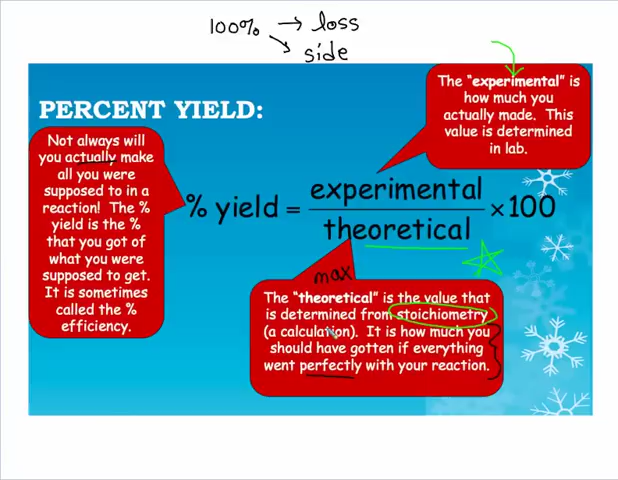 100% → loss
side
PERCENT YIELD:
The "experimental" is
how much you
actually made. This
value is determined
in lab.
Not always will
you actually make
all you were
supposed to in a
reaction! The %
yield is the %
that you got of
what you were
supposed to get.
It is sometimes
called the %
efficiency.
% yield = experimental / theoretical × 100
max
The "theoretical" is the value that
is determined from stoichiometry
(a calculation). It is how much you
should have gotten if everything
went perfectly with your reaction.